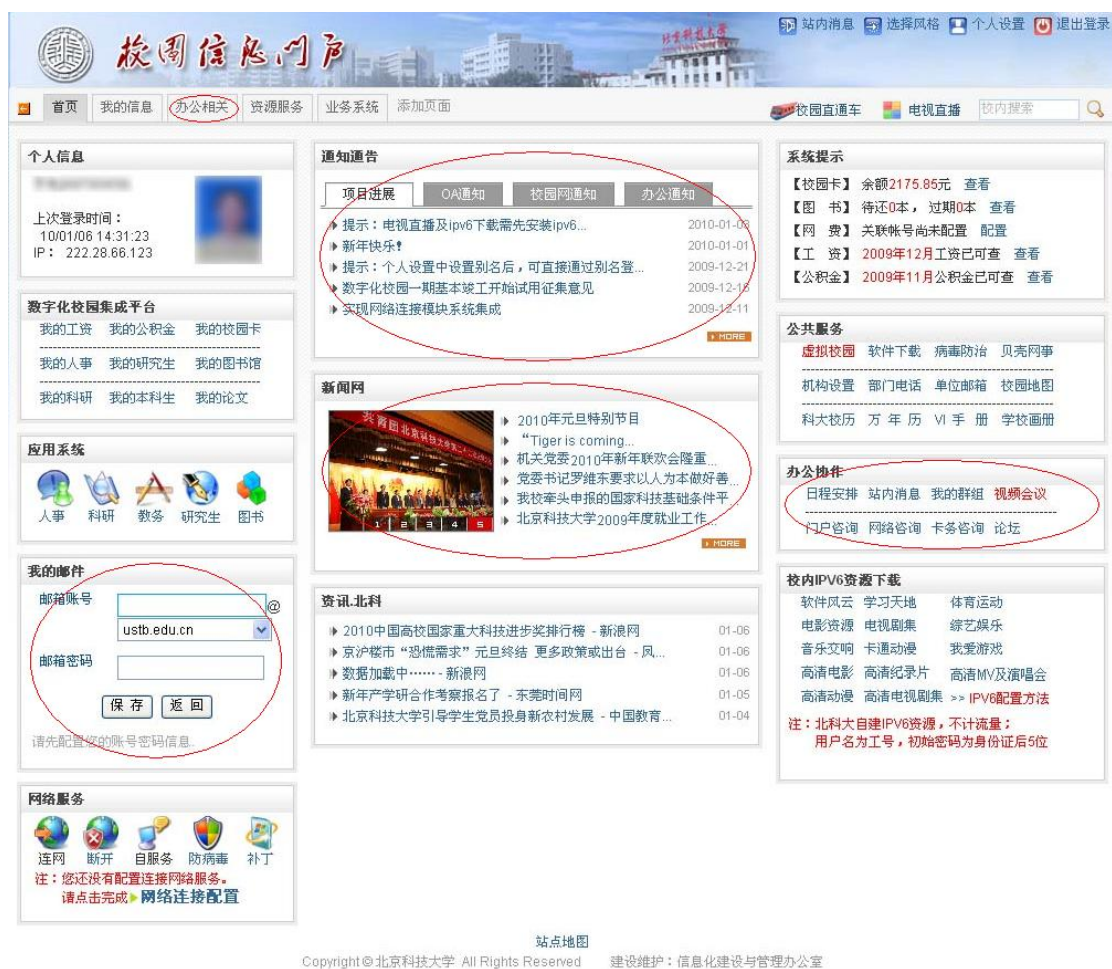 校园信息门户
北京科技大学
站内消息 选择风格 个人设置 退出登录
首页 我的信息 办公相关 资源服务 业务系统 添加页面
校园直通车 电视直播 校内搜索
个人信息
上次登录时间：
10/01/06 14:31:23
IP： 222.28.66.123
数字化校园集成平台
我的工资 我的公积金 我的校园卡
我的人事 我的研究生 我的图书馆
我的科研 我的本科生 我的论文
应用系统
人事 科研 教务 研究生 图书
我的邮件
邮箱账号 @
ustb.edu.cn
邮箱密码
保 存 返 回
请先配置您的账号密码信息.
网络服务
连网 断开 自服务 防病毒 补丁
注：您还没有配置连接网络服务。
请点击完成 网络连接配置
通知通告
项目进展 OA通知 校园网通知 办公通知
提示：电视直播及ipv6下载需先安装ipv6... 2010-01-03
新年快乐！ 2010-01-01
提示：个人设置中设置别名后，可直接通过别名登... 2009-12-21
数字化校园一期基本竣工开始试用征集意见 2009-12-16
实现网络连接模块系统集成 2009-12-11
MORE
新闻网
共青团北京科技大学第二十二
1 2 3 4 5
2010年元旦特别节目
“Tiger is coming...
机关党委2010年新年联欢会隆重...
党委书记罗维东要求以人为本做好善...
我校牵头申报的国家科技基础条件平...
北京科技大学2009年度就业工作...
MORE
资讯.北科
2010中国高校国家重大科技进步奖排行榜 - 新浪网 01-06
京沪楼市“恐慌需求”元旦终结 更多政策或出台 - 凤... 01-06
数据加载中…… - 新浪网 01-06
新年产学研合作考察报名了 - 东莞时间网 01-05
北京科技大学引导学生党员投身新农村发展 - 中国教育... 01-04
系统提示
【校园卡】 余额2175.85元 查看
【图 书】 待还0本， 过期0本 查看
【网 费】 关联帐号尚未配置 配置
【工 资】 2009年12月工资已可查 查看
【公积金】 2009年11月公积金已可查 查看
公共服务
虚拟校园 软件下载 病毒防治 贝壳网事
机构设置 部门电话 单位邮箱 校园地图
科大校历 万 年 历 VI 手 册 学校画册
办公协作
日程安排 站内消息 我的群组 视频会议
门户咨询 网络咨询 卡务咨询 论坛
校内IPV6资源下载
软件风云 学习天地 体育运动
电影资源 电视剧集 综艺娱乐
音乐交响 卡通动漫 我爱游戏
高清电影 高清纪录片 高清MV及演唱会
高清动漫 高清电视剧集 >> IPV6配置方法
注：北科大自建IPV6资源，不计流量；
用户名为工号，初始密码为身份证后5位
站点地图
Copyright©北京科技大学 All Rights Reserved 建设维护：信息化建设与管理办公室